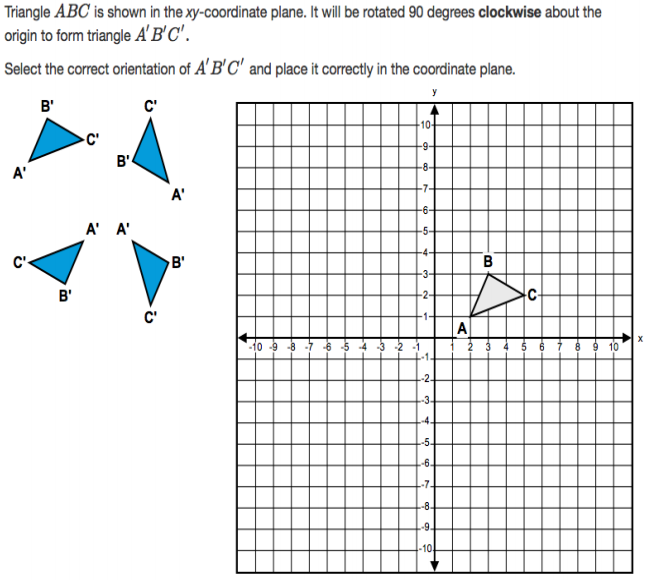 Triangle ABC is shown in the xy-coordinate plane. It will be rotated 90 degrees clockwise about the
origin to form triangle A'B'C'.
Select the correct orientation of A'B'C' and place it correctly in the coordinate plane.
B'
C'
A'
C'
B'
A'
A'
C'
B'
A'
B'
C'
y
10
9
8
7
6
5
4
3
2
1
B
C
A
x
-10 -9 -8 -7 -6 -5 -4 -3 -2 -1 1 2 3 4 5 6 7 8 9 10
-1
-2
-3
-4
-5
-6
-7
-8
-9
-10